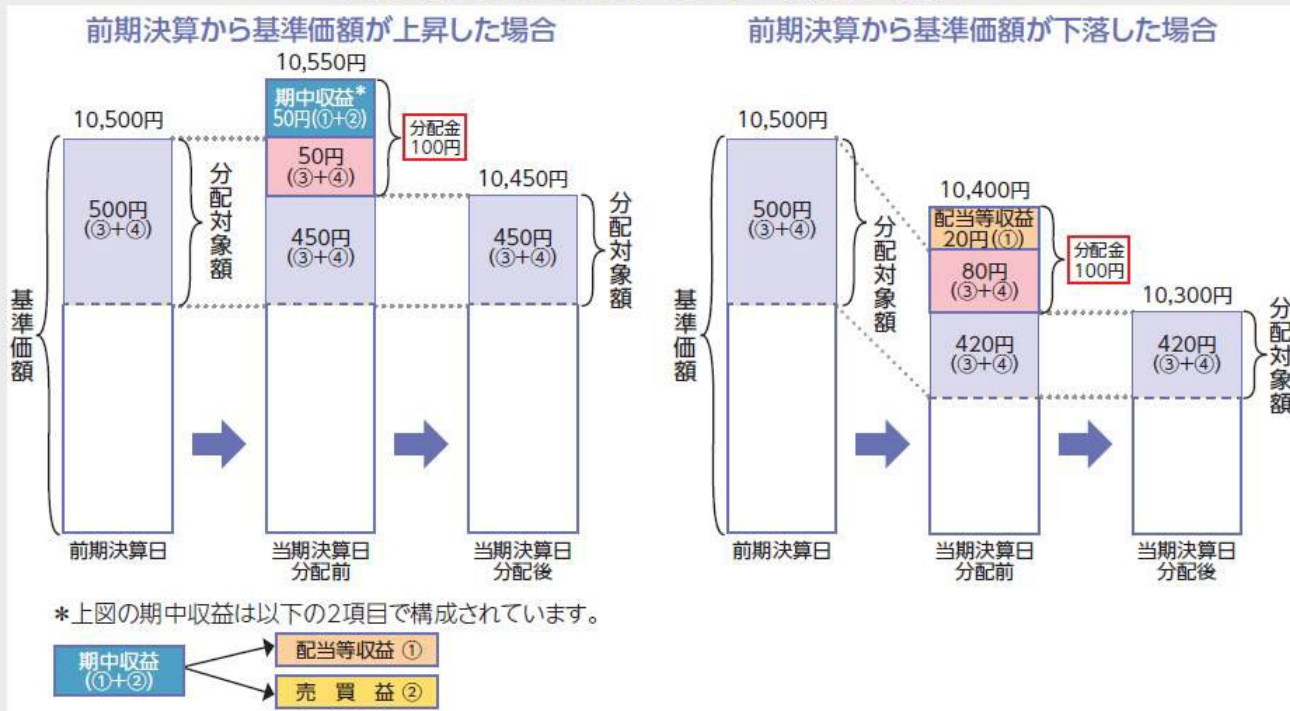 前期決算から基準価額が上昇した場合
10,500円
500円
(③+④)
分配対象額
基準価額
前期決算日
10,550円
期中収益*
50円(①+②)
50円
(③+④)
450円
(③+④)
分配金
100円
当期決算日
分配前
10,450円
450円
(③+④)
分配対象額
当期決算日
分配後
前期決算から基準価額が下落した場合
10,500円
500円
(③+④)
分配対象額
基準価額
前期決算日
10,400円
配当等収益
20円(①)
80円
(③+④)
420円
(③+④)
分配金
100円
当期決算日
分配前
10,300円
420円
(③+④)
分配対象額
当期決算日
分配後
*上図の期中収益は以下の2項目で構成されています。
期中収益
(①+②)
配当等収益 ①
売 買 益 ②